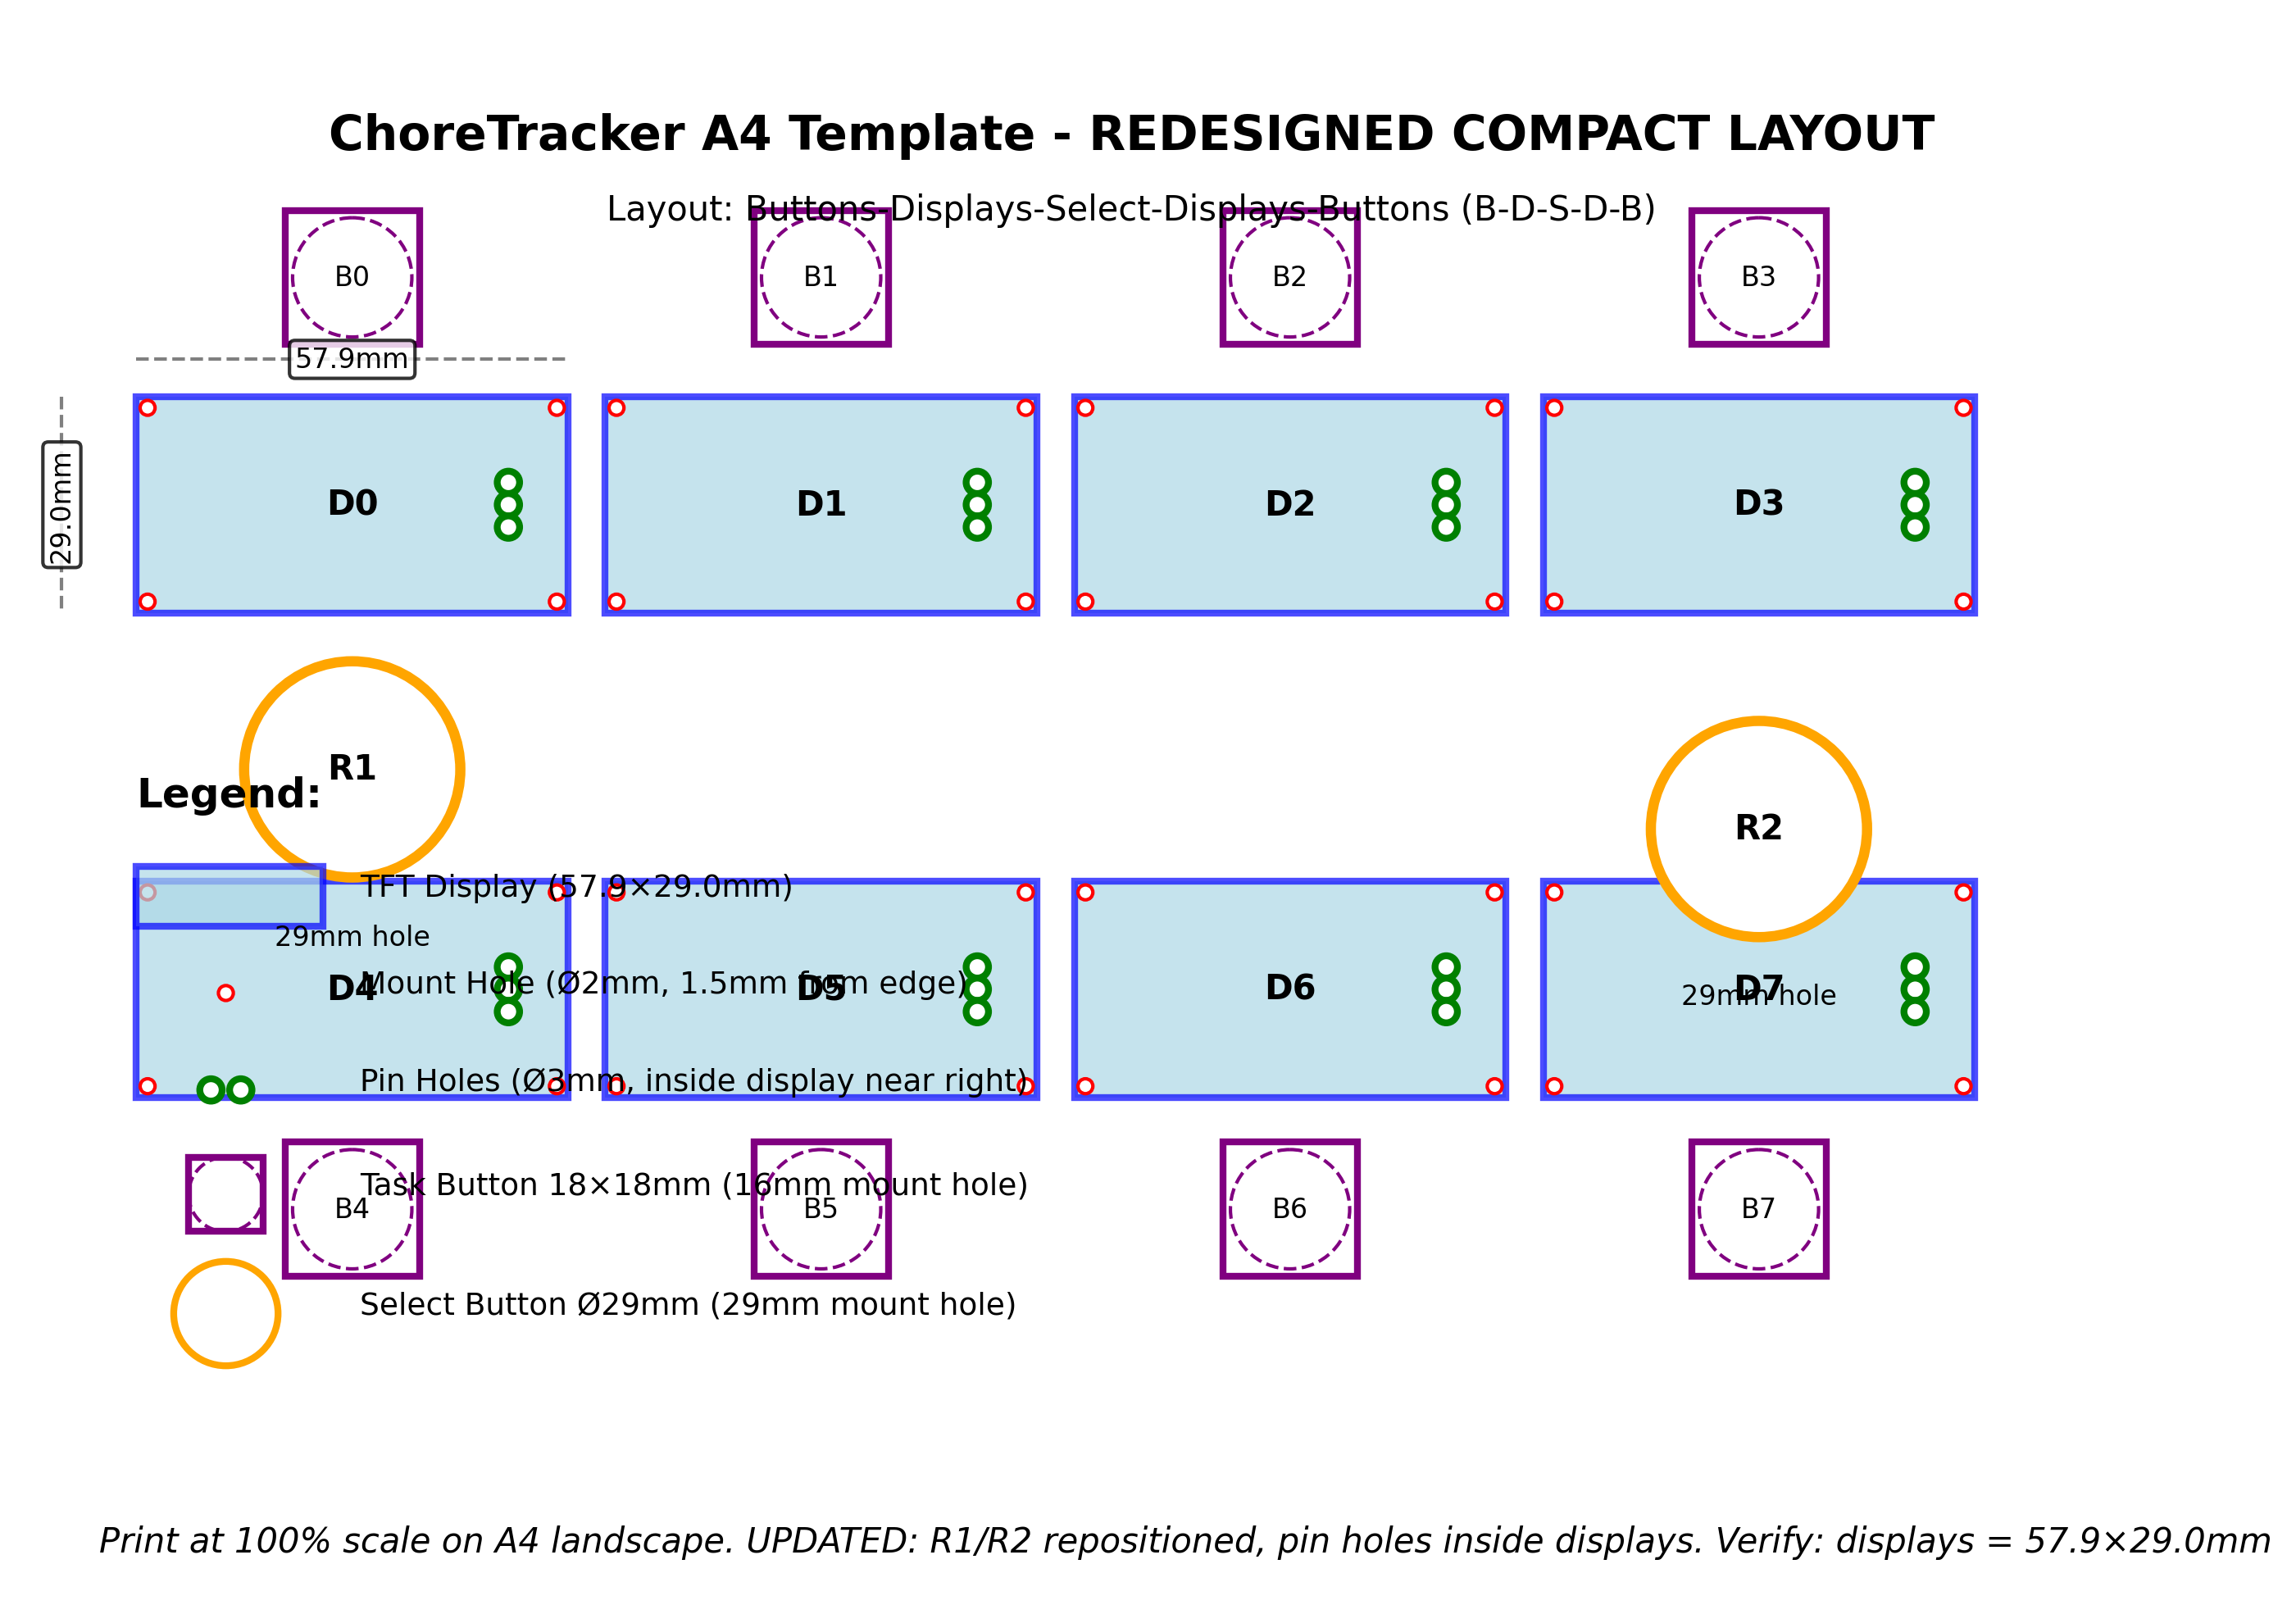 ChoreTracker A4 Template - REDESIGNED COMPACT LAYOUT
Layout: Buttons-Displays-Select-Displays-Buttons (B-D-S-D-B)
B0
B1
B2
B3
57.9mm
29.0mm
D0
D1
D2
D3
R1
R2
Legend:
TFT Display (57.9×29.0mm)
29mm hole
D4
Mount Hole (Ø2mm, 1.5mm from edge)
D5
D6
D7
29mm hole
Pin Holes (Ø3mm, inside display near right)
Task Button 18×18mm (16mm mount hole)
B4
B5
B6
B7
Select Button Ø29mm (29mm mount hole)
Print at 100% scale on A4 landscape. UPDATED: R1/R2 repositioned, pin holes inside displays. Verify: displays = 57.9×29.0mm